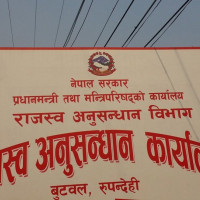 नेपाल सरकार
प्रधानमन्त्री तथा मन्त्रिपरिषद्को कार्यालय
राजस्व अनुसन्धान विभाग
स्व अनुसन्धान कार्या
बुटवल, रुपन्देही